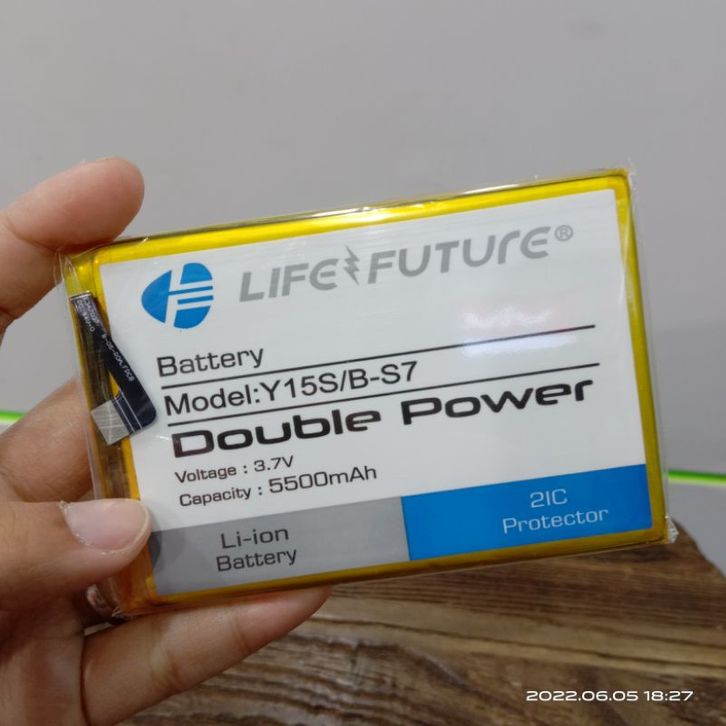 LIFE FUTURE®
Battery
Model:Y15S/B-S7
Double Power
Voltage : 3.7V
Capacity : 5500mAh
Li-ion
Battery
2IC
Protector
2022.06.05 18:27